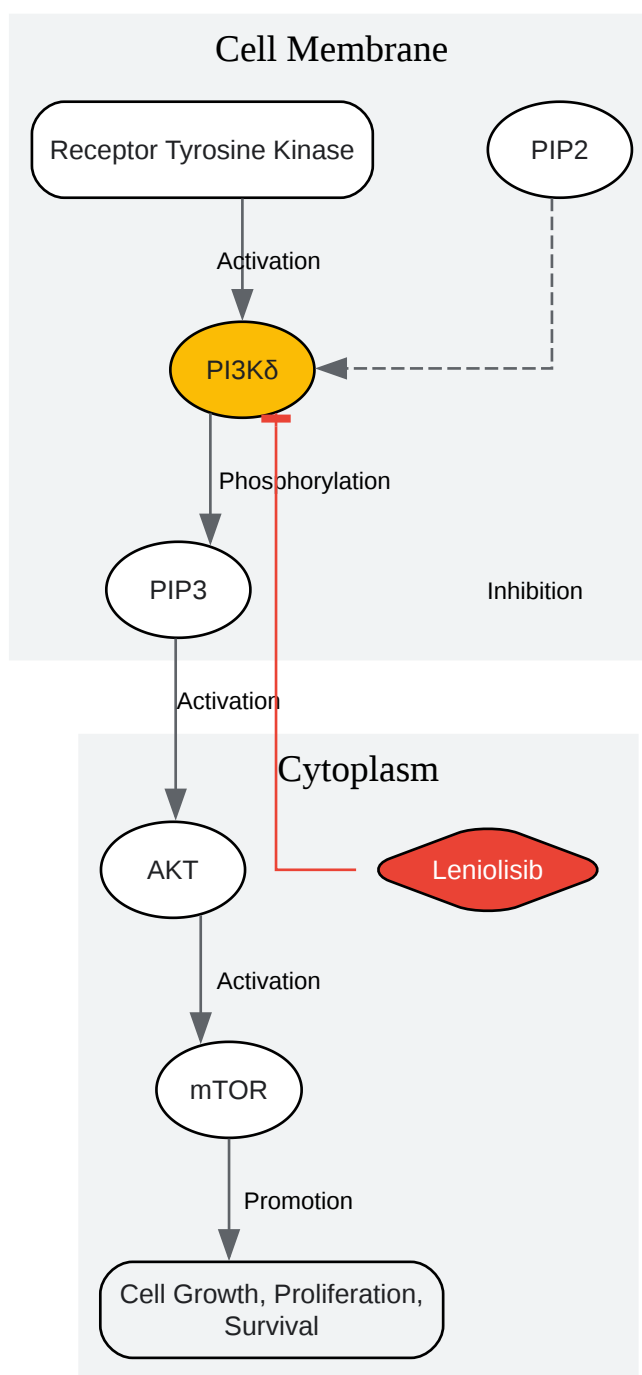 Cell Membrane
Receptor Tyrosine Kinase
PIP2
Activation
PI3Kδ
Phosphorylation
PIP3
Inhibition
Activation
Cytoplasm
AKT
Leniolisib
Activation
mTOR
Promotion
Cell Growth, Proliferation,
Survival